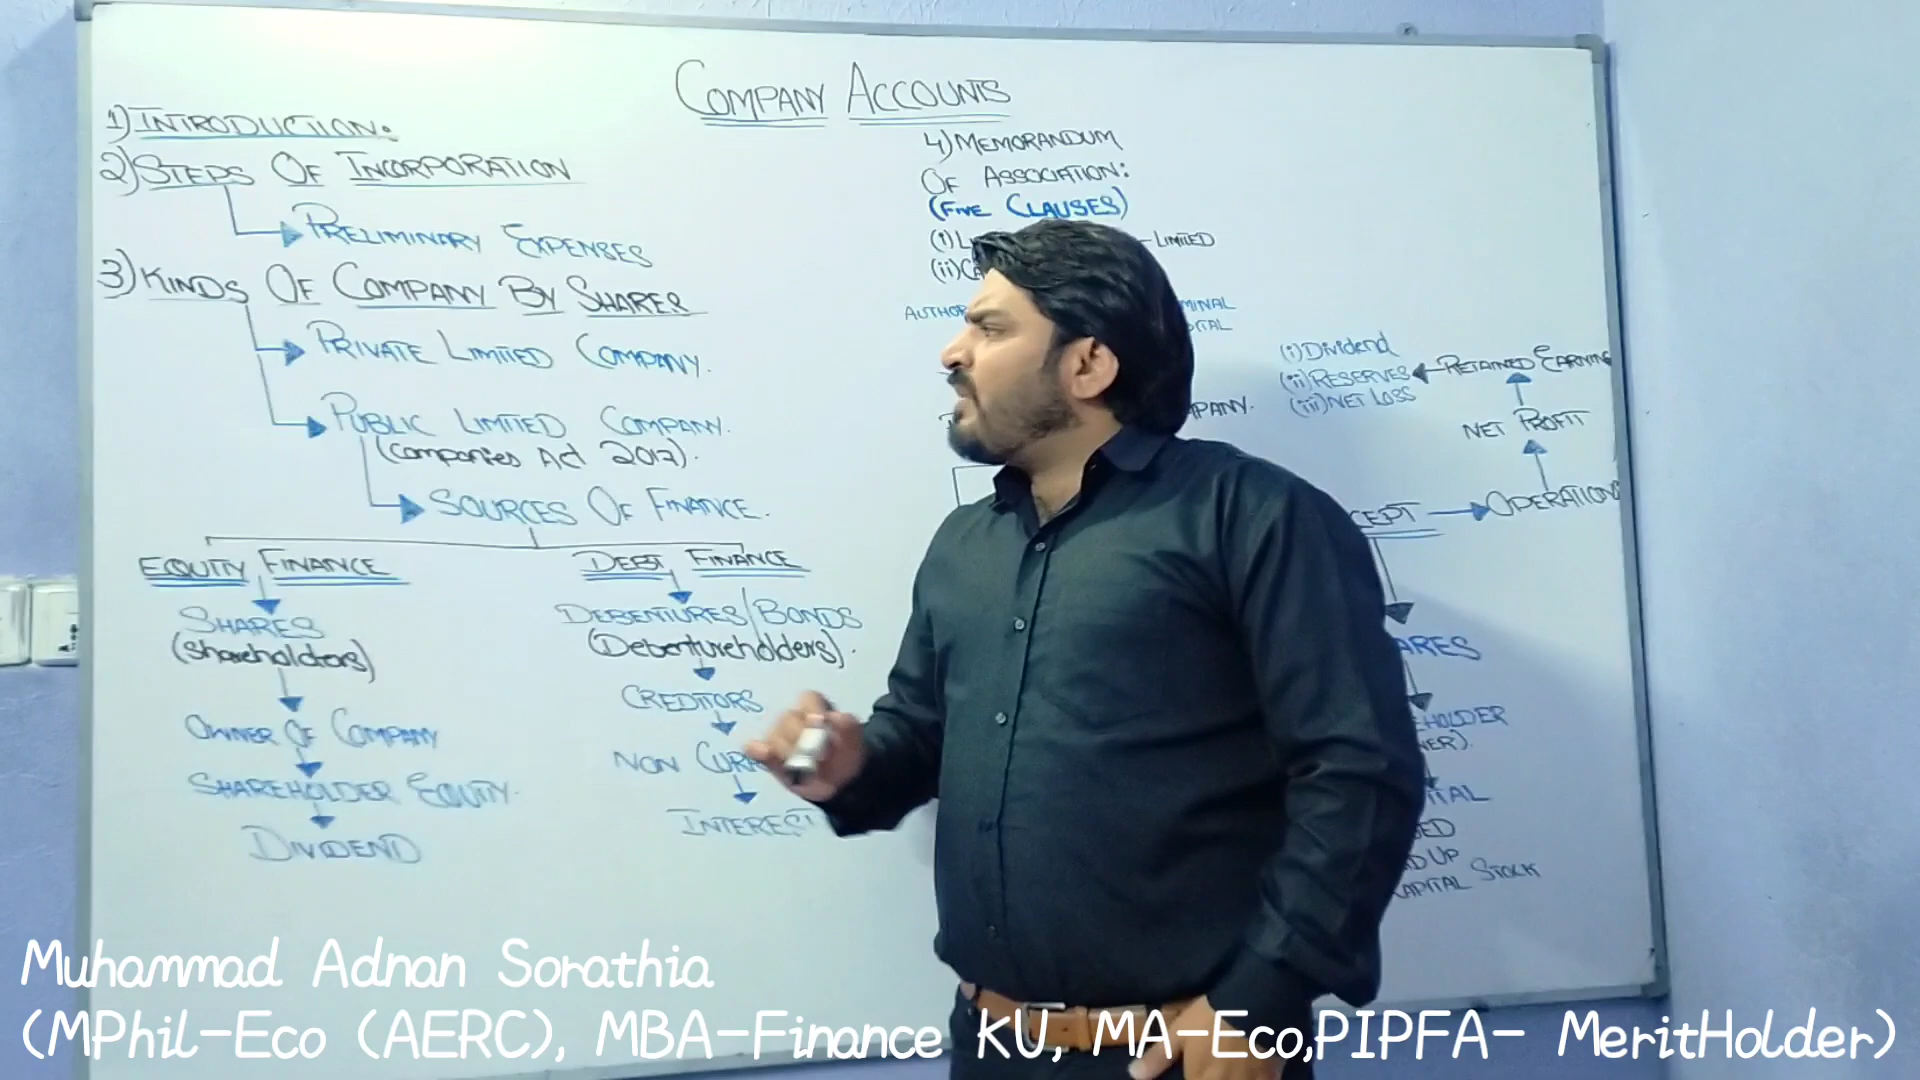 COMPANY ACCOUNTS
1) INTRODUCTION:
2) STEPS OF INCORPORATION
PRELIMINARY EXPENSES
3) KINDS OF COMPANY BY SHARES
PRIVATE LIMITED COMPANY.
PUBLIC LIMITED COMPANY.
(Companies Act 2017).
SOURCES OF FINANCE.
EQUITY FINANCE
SHARES
(shareholders)
OWNER OF COMPANY
SHAREHOLDER EQUITY.
DIVIDEND
DEBT FINANCE
DEBENTURES/BONDS
(Debentureholders).
CREDITORS
NON
INTEREST
4) MEMORANDUM
OF ASSOCIATION:
(FIVE CLAUSES)
(i) LIMITED
(ii)
(i) Dividend
(ii) RESERVES
(iii) NET LOSS
RETAINED EARNING
NET PROFIT
OPERATION
UP
CAPITAL STOCK
Muhammad Adnan Sorathia
(MPhil-Eco (AERC), MBA-Finance KU, MA-Eco,PIPFA- MeritHolder)